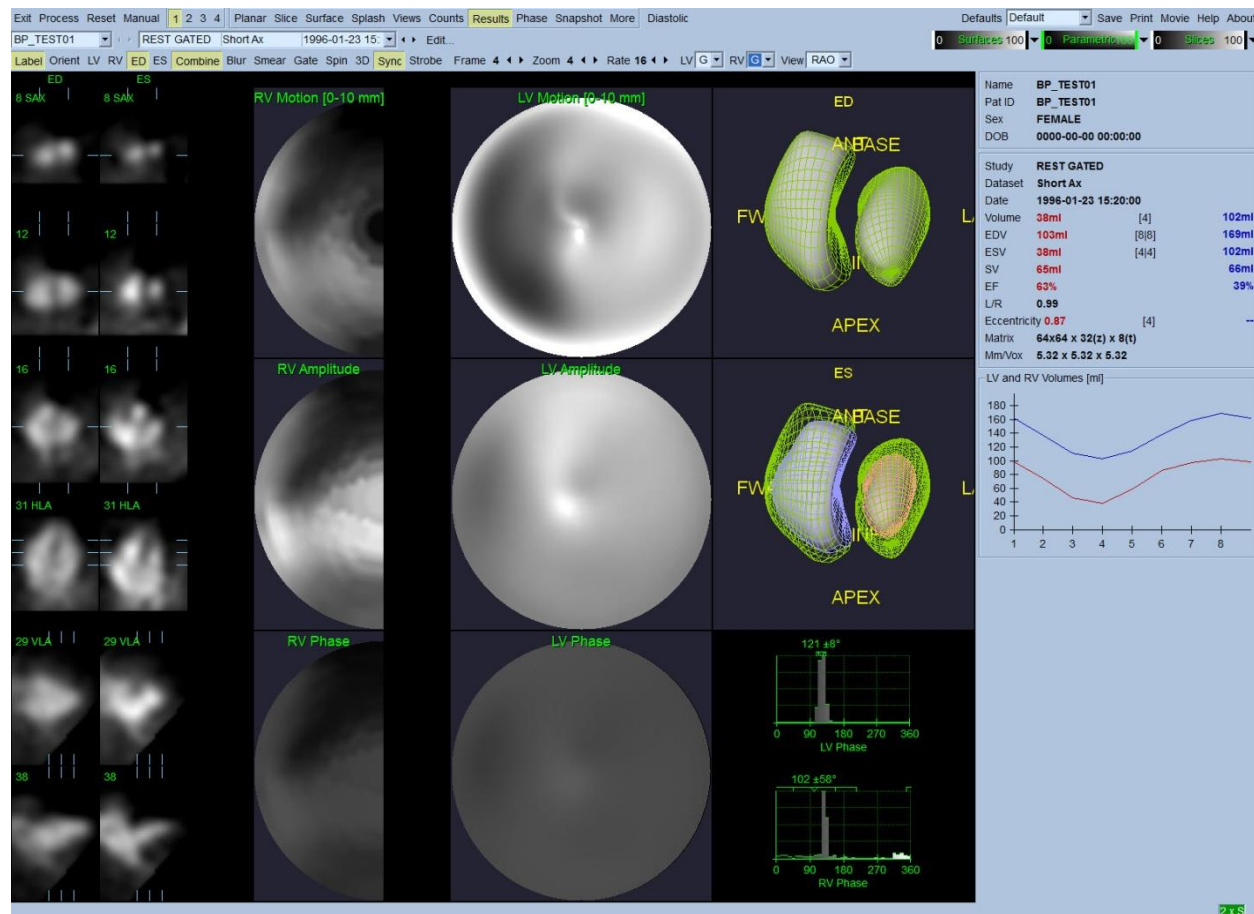 Exit Process Reset Manual 1 2 3 4 Planar Slice Surface Splash Views Counts Results Phase Snapshot More Diastolic Defaults Default Save Print Movie Help About
BP_TEST01 REST GATED Short Ax 1996-01-23 15: Edit... 0 Surfaces 100 0 Parametric 100 0 Slices 100
Label Orient LV RV ED ES Combine Blur Smear Gate Spin 3D Sync Strobe Frame 4 Zoom 4 Rate 16 LV G RV G View RAO
ED ES
8 SAX 8 SAX
12 12
16 16
31 HLA 31 HLA
29 VLA 29 VLA
38 38
RV Motion [0-10 mm] LV Motion [0-10 mm] ED
ANT BASE
FW
APEX
RV Amplitude LV Amplitude ES
ANT BASE
FW
INF
APEX
RV Phase LV Phase
121 ±8°
0 90 180 270 360
LV Phase
102 ±58°
0 90 180 270 360
RV Phase
Name BP_TEST01
Pat ID BP_TEST01
Sex FEMALE
DOB 0000-00-00 00:00:00
Study REST GATED
Dataset Short Ax
Date 1996-01-23 15:20:00
Volume 38ml [4] 102ml
EDV 103ml [8|8] 169ml
ESV 38ml [4|4] 102ml
SV 65ml 66ml
EF 63% 39%
L/R 0.99
Eccentricity 0.87 [4] --
Matrix 64x64 x 32(z) x 8(t)
Mm/Vox 5.32 x 5.32 x 5.32
LV and RV Volumes [ml]
180
160
140
120
100
80
60
40
20
0
1 2 3 4 5 6 7 8
2 x S